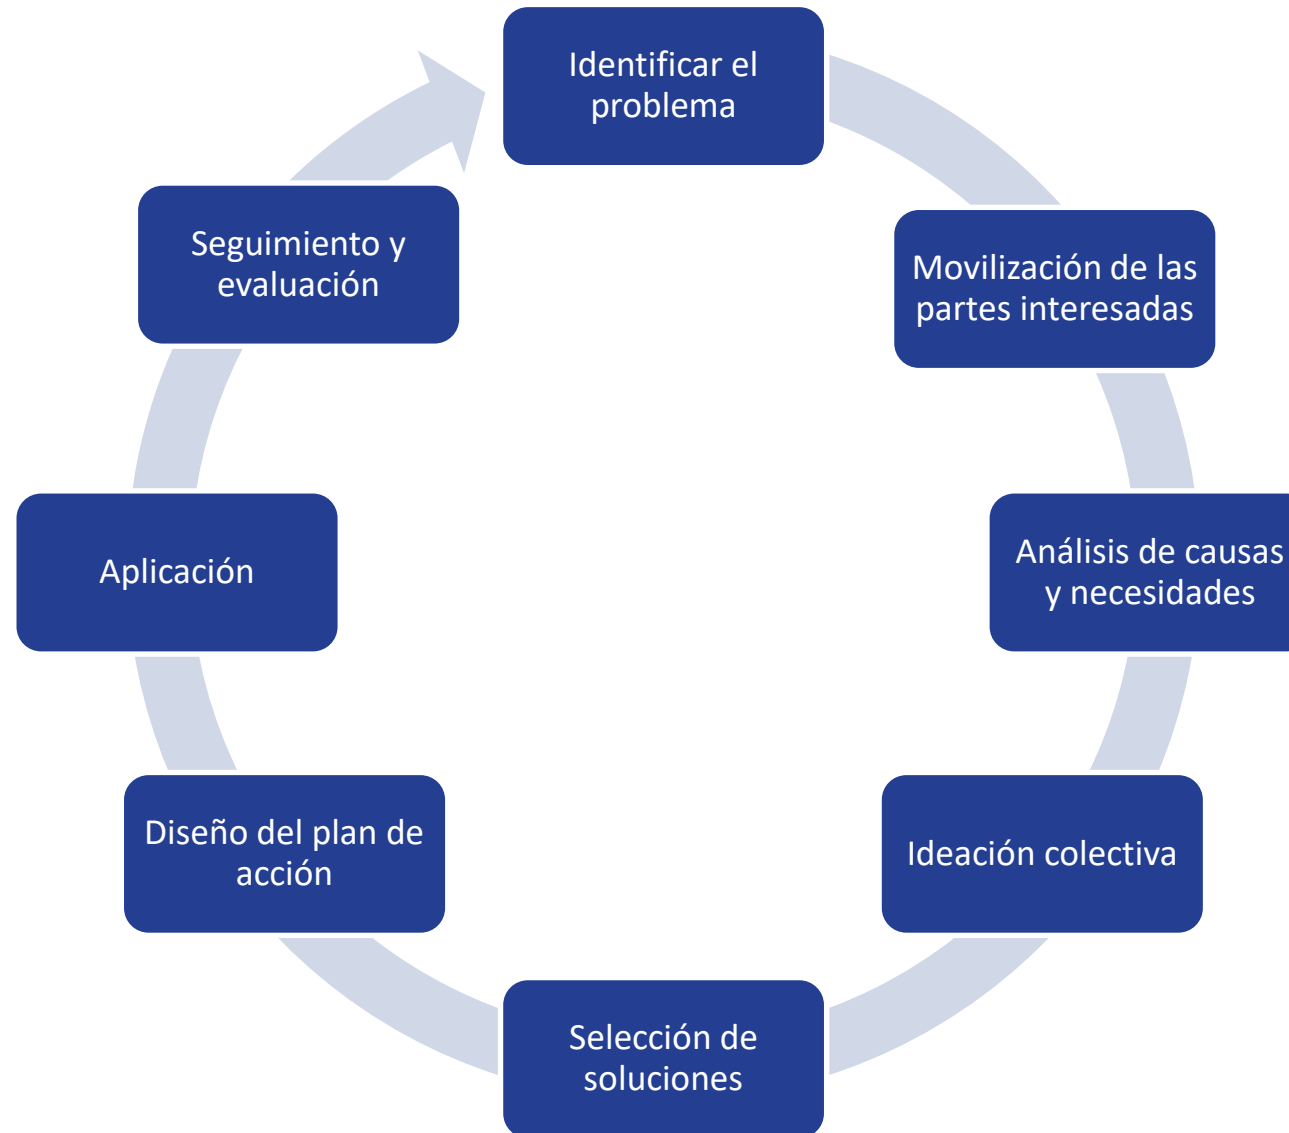 Identificar el
problema
Movilización de las
partes interesadas
Análisis de causas
y necesidades
Ideación colectiva
Selección de
soluciones
Diseño del plan de
acción
Aplicación
Seguimiento y
evaluación